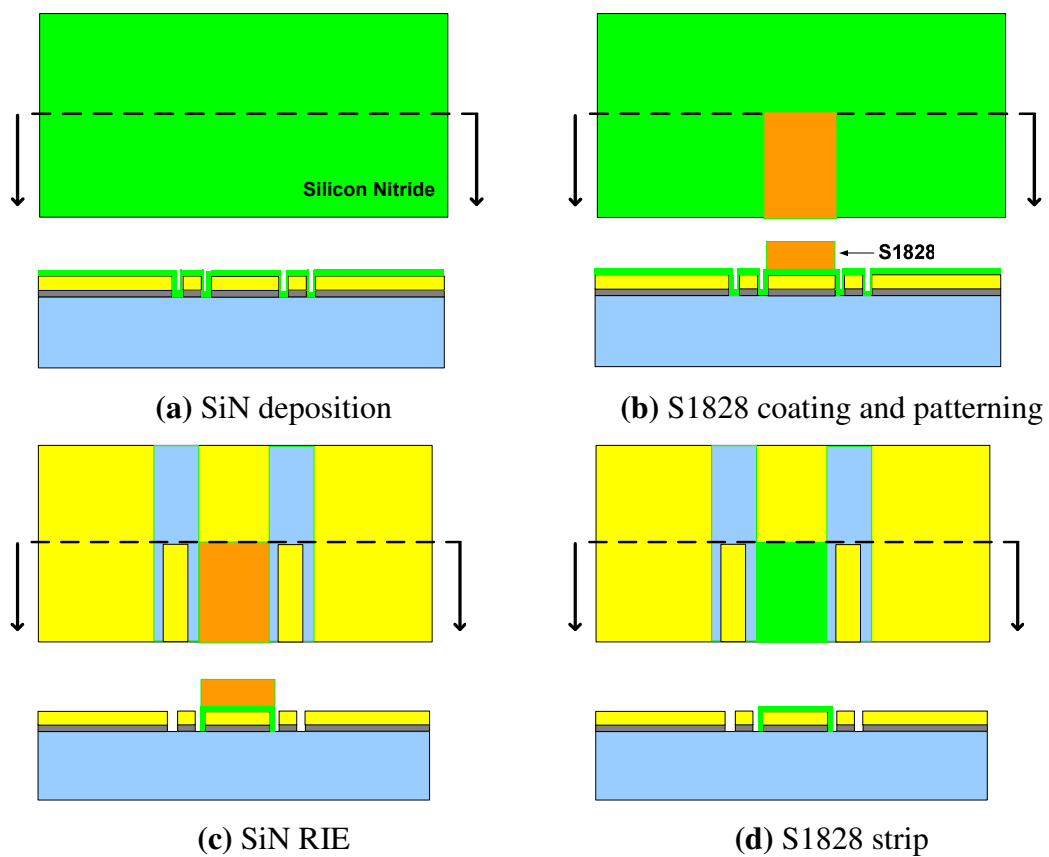 Silicon Nitride
S1828
(a) SiN deposition
(b) S1828 coating and patterning
(c) SiN RIE
(d) S1828 strip